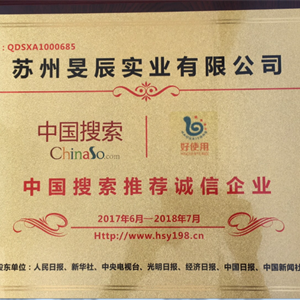 ：QDSXA1000685
苏州旻辰实业有限公司
中国搜索
ChinaSo.com
好使用
中国搜索推荐诚信企业
2017年6月—2018年7月
Http://www.hsy198.cn
股东单位：人民日报、新华社、中央电视台、光明日报、经济日报、中国日报、中国新闻社